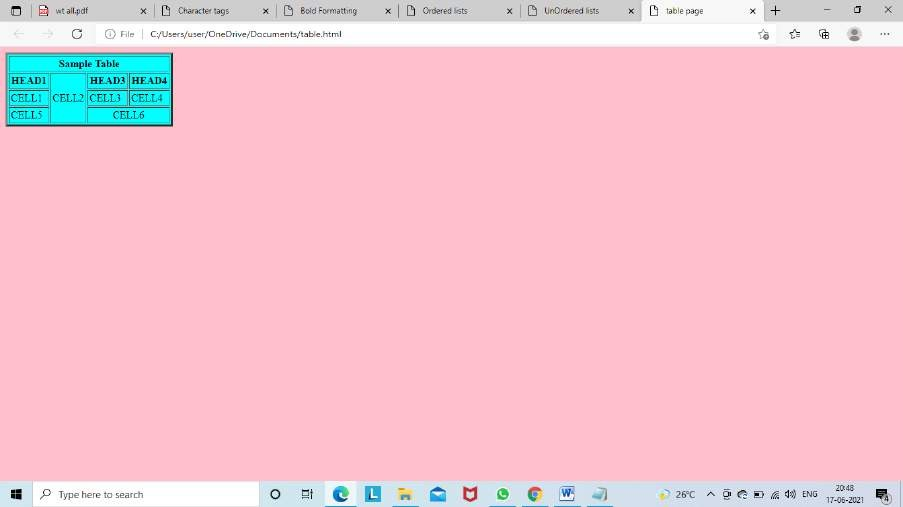 wt all.pdf
Character tags
Bold Formatting
Ordered lists
UnOrdered lists
table page
File
C:/Users/user/OneDrive/Documents/table.html
Sample Table
HEAD1 HEAD3 HEAD4
CELL1 CELL2 CELL3 CELL4
CELL5 CELL6
Type here to search
26°C
ENG
20:48
17-06-2021
4